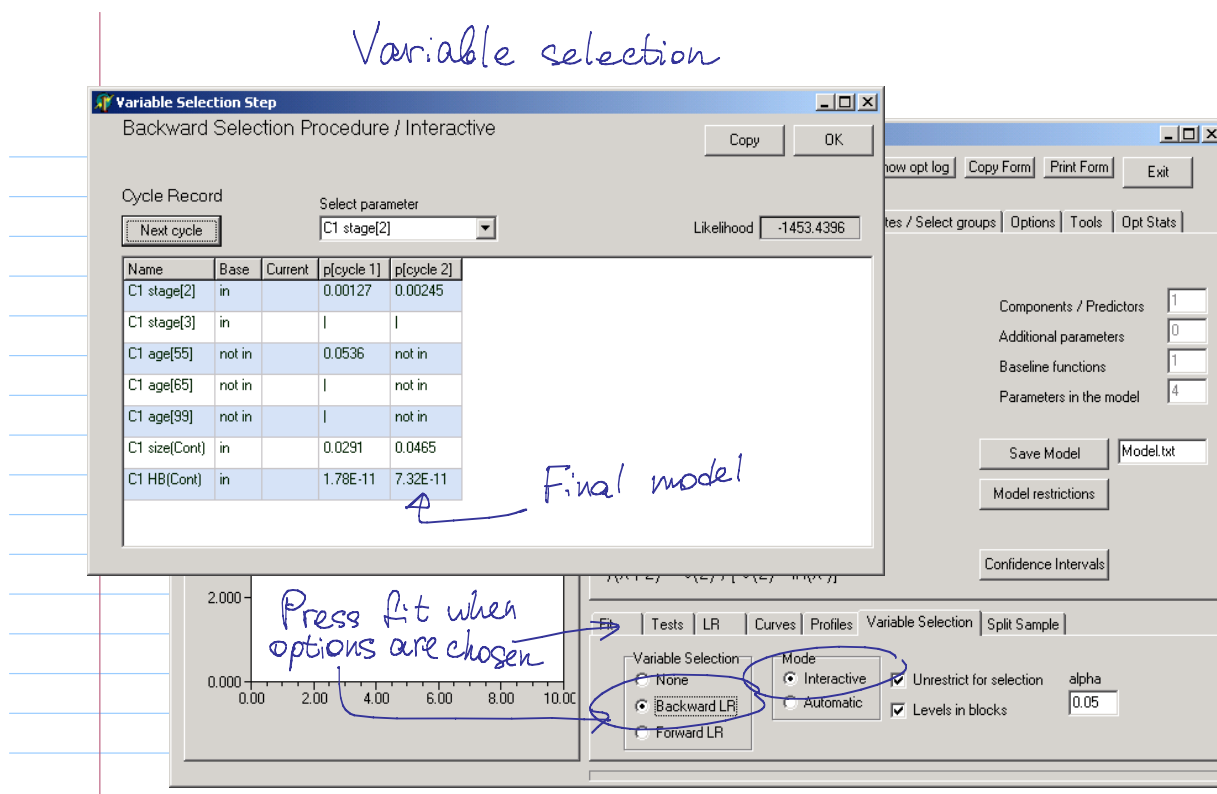 Variable selection
Variable Selection Step
Backward Selection Procedure / Interactive
Copy OK
Cycle Record
Select parameter
Next cycle C1 stage[2] Likelihood -1453.4396
Name Base Current p[cycle 1] p[cycle 2]
C1 stage[2] in 0.00127 0.00245
C1 stage[3] in | |
C1 age[55] not in 0.0536 not in
C1 age[65] not in | not in
C1 age[99] not in | not in
C1 size(Cont) in 0.0291 0.0465
C1 HB(Cont) in 1.78E-11 7.32E-11
Final model
opt log Copy Form Print Form Exit
/ Select groups Options Tools Opt Stats
Components / Predictors 1
Additional parameters 0
Baseline functions 1
Parameters in the model 4
Save Model Model.txt
Model restrictions
Confidence Intervals
2.000
0.000
0.00 2.00 4.00 6.00 8.00 10.00
Press fit when
options are chosen
Fit Tests LR Curves Profiles Variable Selection Split Sample
Variable Selection
None
Backward LR
Forward LR
Mode
Interactive
Automatic
Unrestrict for selection
Levels in blocks
alpha
0.05